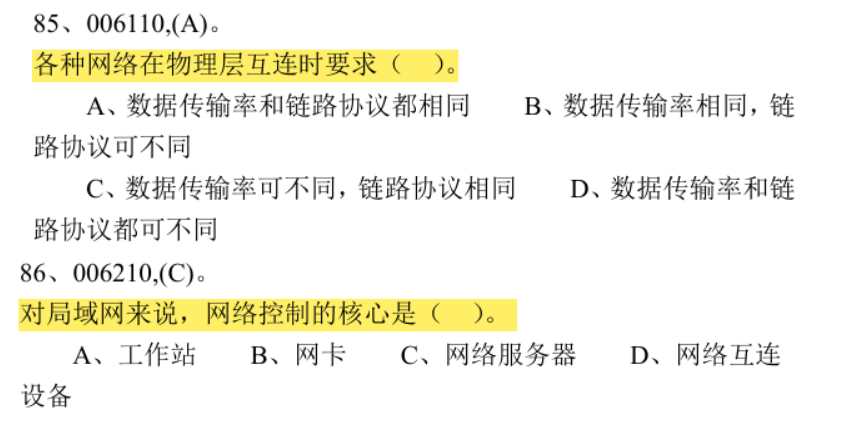 85、006110,(A)。
各种网络在物理层互连时要求（　）。
A、数据传输率和链路协议都相同　　B、数据传输率相同，链
路协议可不同
C、数据传输率可不同，链路协议相同　　D、数据传输率和链
路协议都可不同
86、006210,(C)。
对局域网来说，网络控制的核心是（　）。
A、工作站　　B、网卡　　C、网络服务器　　D、网络互连
设备